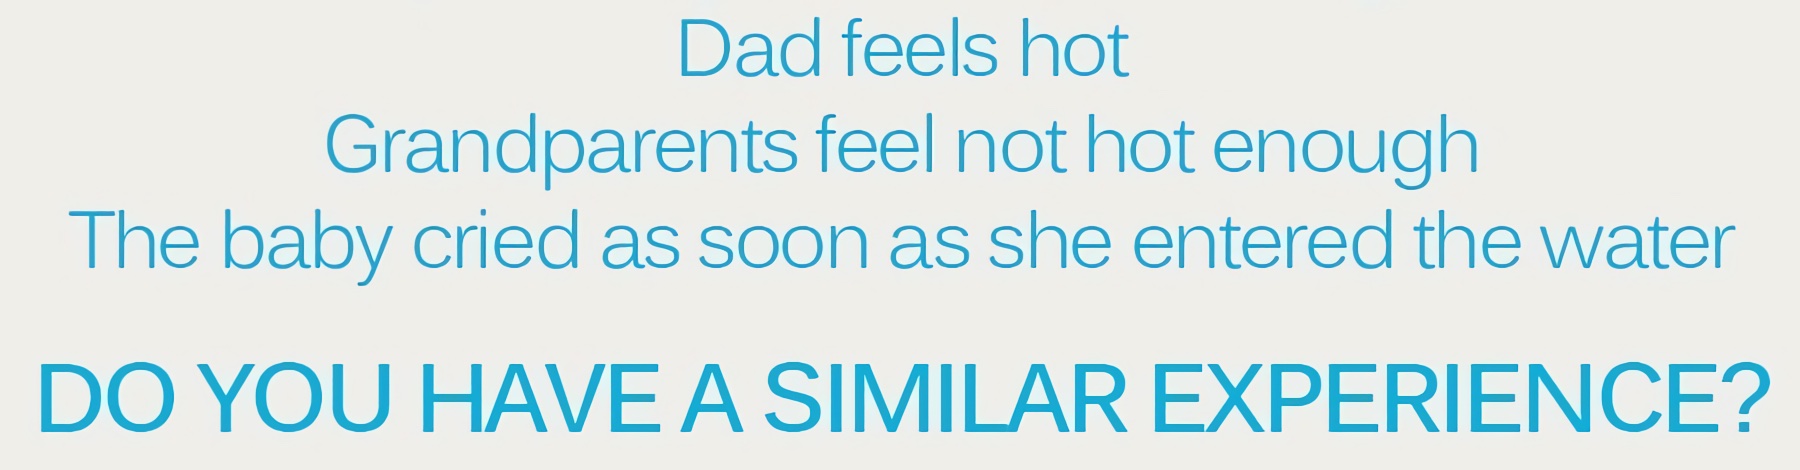 Dad feels hot
Grandparents feel not hot enough
The baby cried as soon as she entered the water
DO YOU HAVE A SIMILAR EXPERIENCE?